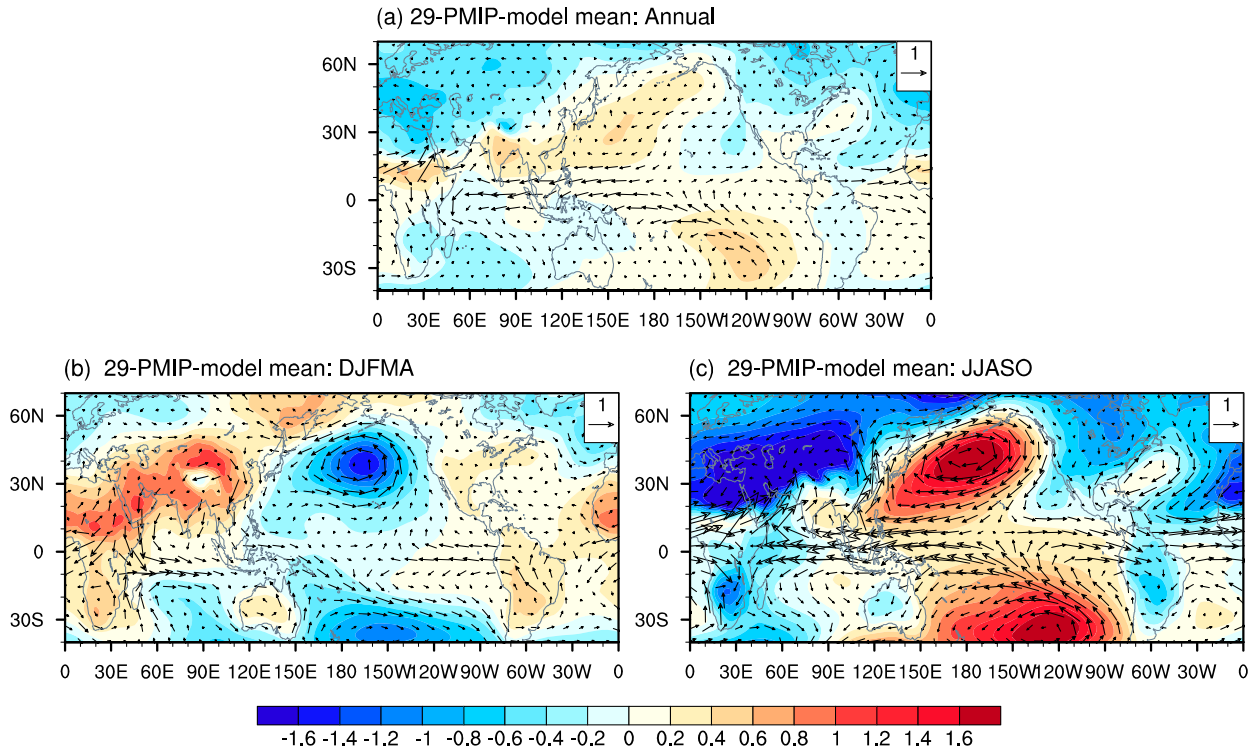 (a) 29-PMIP-model mean: Annual
1
60N
30N
0
30S
0 30E 60E 90E 120E 150E 180 150W 120W 90W 60W 30W 0
(b) 29-PMIP-model mean: DJFMA
(c) 29-PMIP-model mean: JJASO
1
1
60N
60N
30N
30N
0
0
30S
30S
0 30E 60E 90E 120E 150E 180 150W 120W 90W 60W 30W 0
0 30E 60E 90E 120E 150E 180 150W 120W 90W 60W 30W 0
-1.6 -1.4 -1.2 -1 -0.8 -0.6 -0.4 -0.2 0 0.2 0.4 0.6 0.8 1 1.2 1.4 1.6